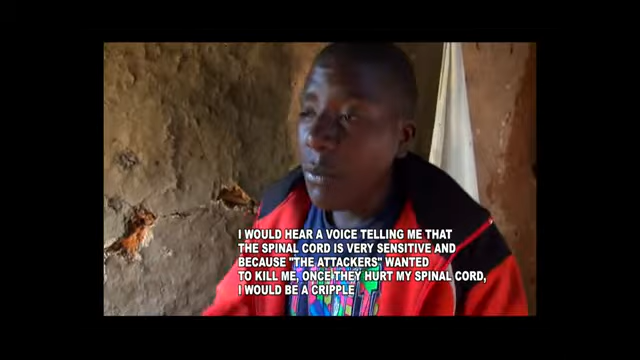 I WOULD HEAR A VOICE TELLING ME THAT
THE SPINAL CORD IS VERY SENSITIVE AND
BECAUSE "THE ATTACKERS" WANTED
TO KILL ME, ONCE THEY HURT MY SPINAL CORD,
I WOULD BE A CRIPPLE